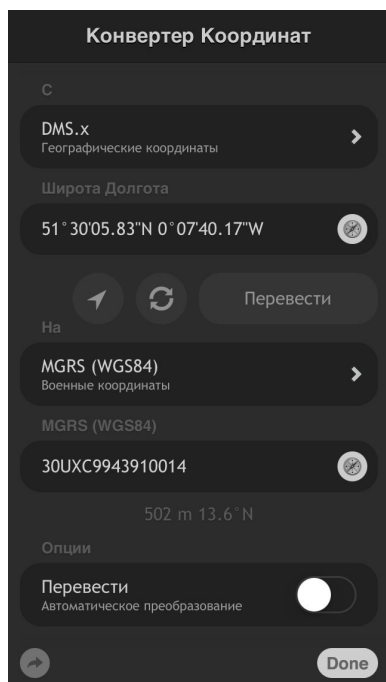 Конвертер Координат
С
DMS.x
Географические координаты
Широта Долгота
51°30'05.83"N 0°07'40.17"W
Перевести
На
MGRS (WGS84)
Военные координаты
MGRS (WGS84)
30UXC9943910014
502 m 13.6°N
Опции
Перевести
Автоматическое преобразование
Done